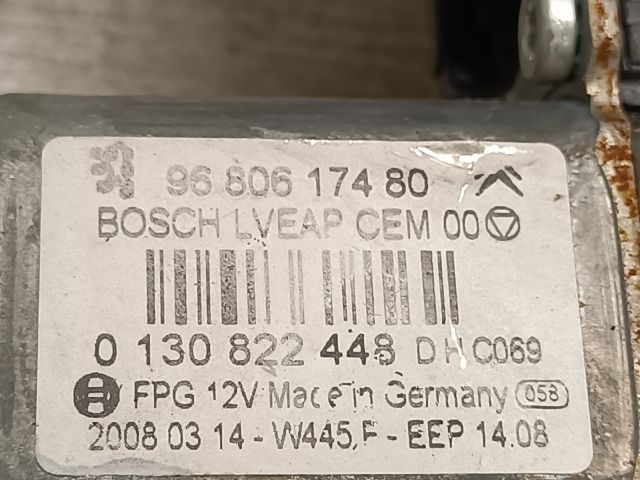 96 806 174 80
BOSCH LVEAP CEM 00
0 130 822 448 D H C069
FPG 12V Made in Germany 058
2008 03 14 - W445,F - EEP 14.08